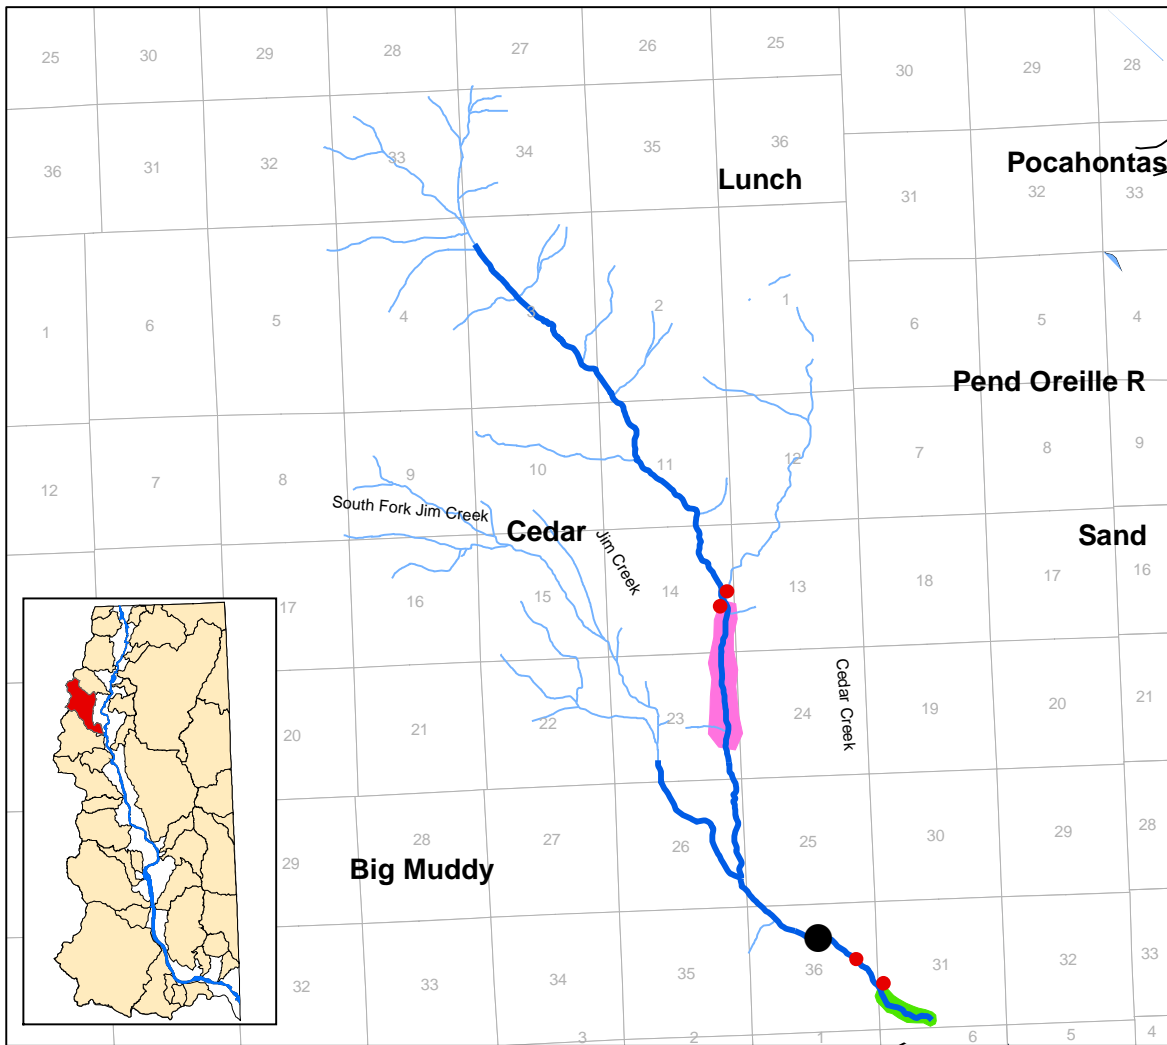 25 30 29 28 27 26 25 30 29 28
36 31 32 33 34 35 36 31 32 33
Lunch
Pocahontas
1 6 5 4 3 2 1 6 5 4
Pend Oreille R
12 7 8 9 10 11 12 7 8 9
South Fork Jim Creek
Cedar
Jim Creek
Sand
17 16 15 14 13 18 17 16
Cedar Creek
20 21 22 23 24 19 20 21
29 28 27 26 25 30 29 28
Big Muddy
32 33 34 35 36 31 32 33
3 2 1 6 5 4